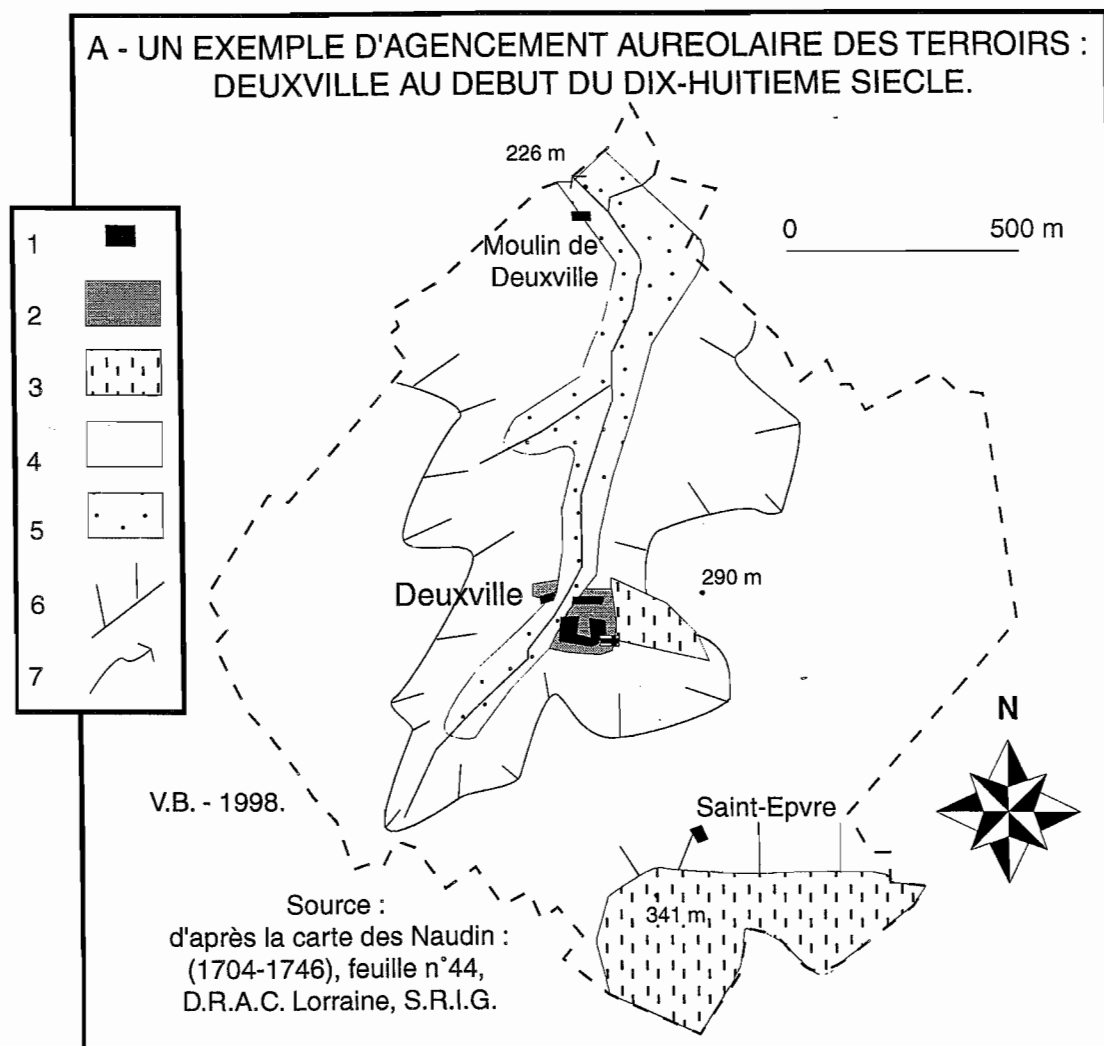 A - UN EXEMPLE D'AGENCEMENT AUREOLAIRE DES TERROIRS :
DEUXVILLE AU DEBUT DU DIX-HUITIEME SIECLE.
226 m
0 500 m
Moulin de
Deuxville
1
2
3
4
5
6
7
Deuxville
290 m
N
V.B. - 1998.
Saint-Epvre
341 m
Source :
d'après la carte des Naudin :
(1704-1746), feuille n°44,
D.R.A.C. Lorraine, S.R.I.G.